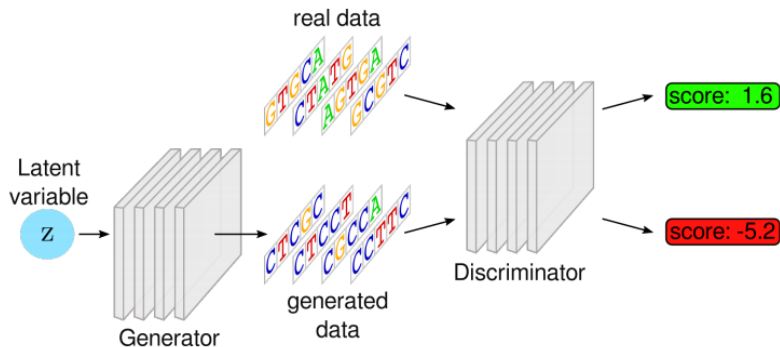 real data
GTGCA
CTATG
AGTGA
GCGTC
score: 1.6
Latent
variable
z
CTCGC
CTCCT
CGCCA
CCTTC
score: -5.2
Discriminator
generated
data
Generator